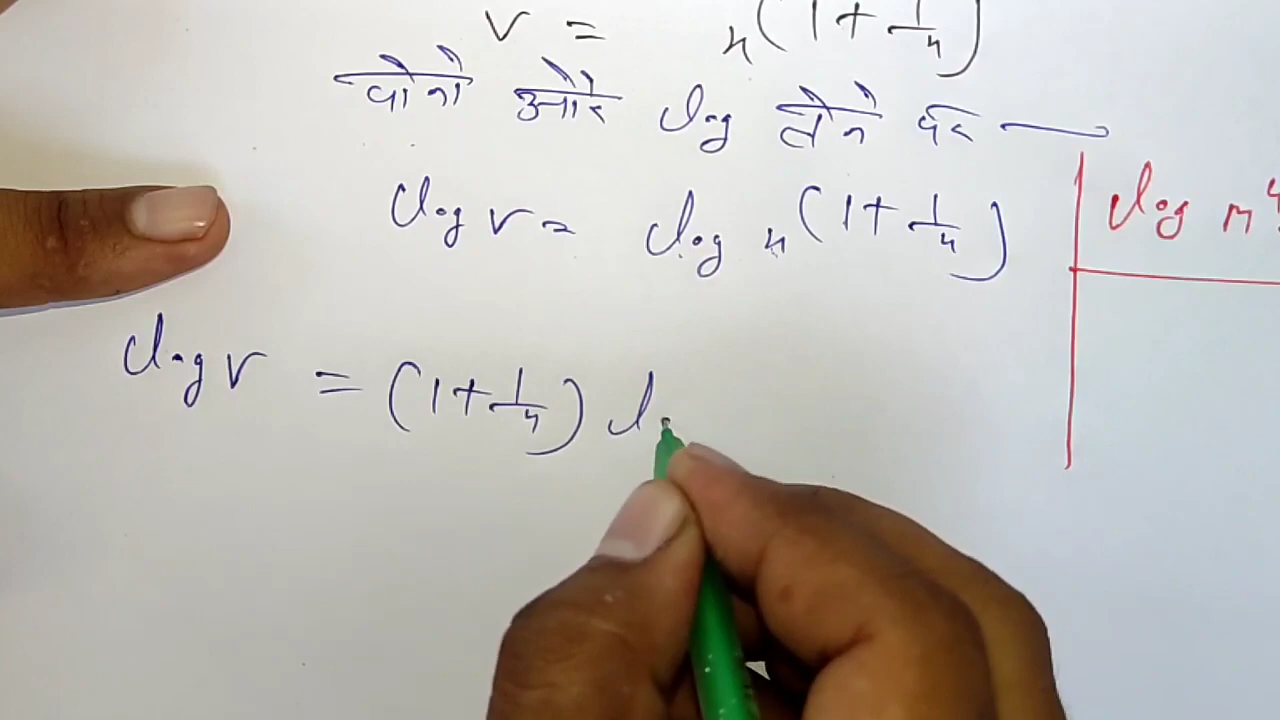 v = x^(1 + 1/x)
दोनो ओर log लेने पर —
log v = log x^(1 + 1/x)
log m^n
log v = (1 + 1/x) l